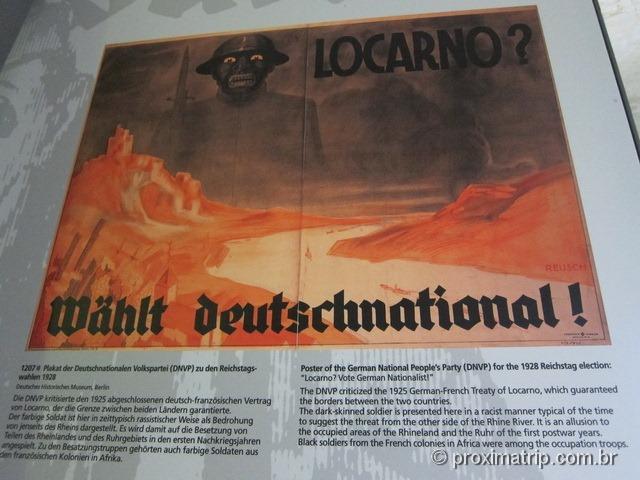 LOCARNO?
REUSCH
Wählt deutschnational!
1207 Plakat der Deutschnationalen Volkspartei (DNVP) zu den Reichstags-
wahlen 1928
Deutsches Historisches Museum, Berlin
Die DNVP kritisierte den 1925 abgeschlossenen deutsch-französischen Vertrag
von Locarno, der die Grenze zwischen beiden Ländern garantierte.
Der farbige Soldat ist hier in zeittypisch rassistischer Weise als Bedrohung
von jenseits des Rheins dargestellt. Es wird damit auf die Besetzung von
Teilen des Rheinlandes und des Ruhrgebiets in den ersten Nachkriegsjahren
angespielt. Zu den Besatzungstruppen gehörten auch farbige Soldaten aus
den französischen Kolonien in Afrika.
Poster of the German National People's Party (DNVP) for the 1928 Reichstag election:
"Locarno? Vote German Nationalist!"
The DNVP criticized the 1925 German-French Treaty of Locarno, which guaranteed
the borders between the two countries.
The dark-skinned soldier is presented here in a racist manner typical of the time
to suggest the threat from the other side of the Rhine River. It is an allusion to
the occupied areas of the Rhineland and the Ruhr of the first postwar years.
Black soldiers from the French colonies in Africa were among the occupation troops.
© proximatrip.com.br